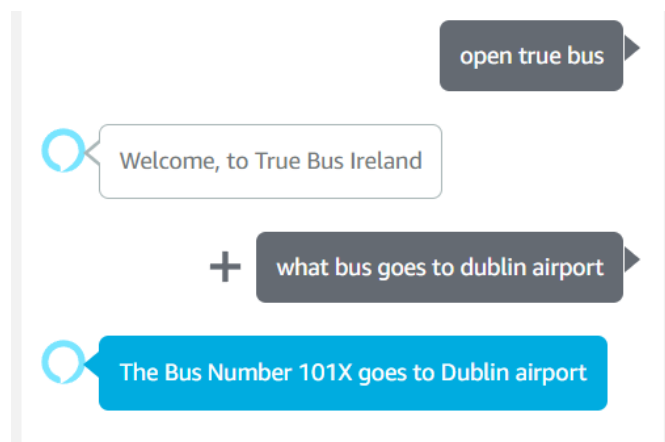 open true bus
Welcome, to True Bus Ireland
what bus goes to dublin airport
The Bus Number 101X goes to Dublin airport